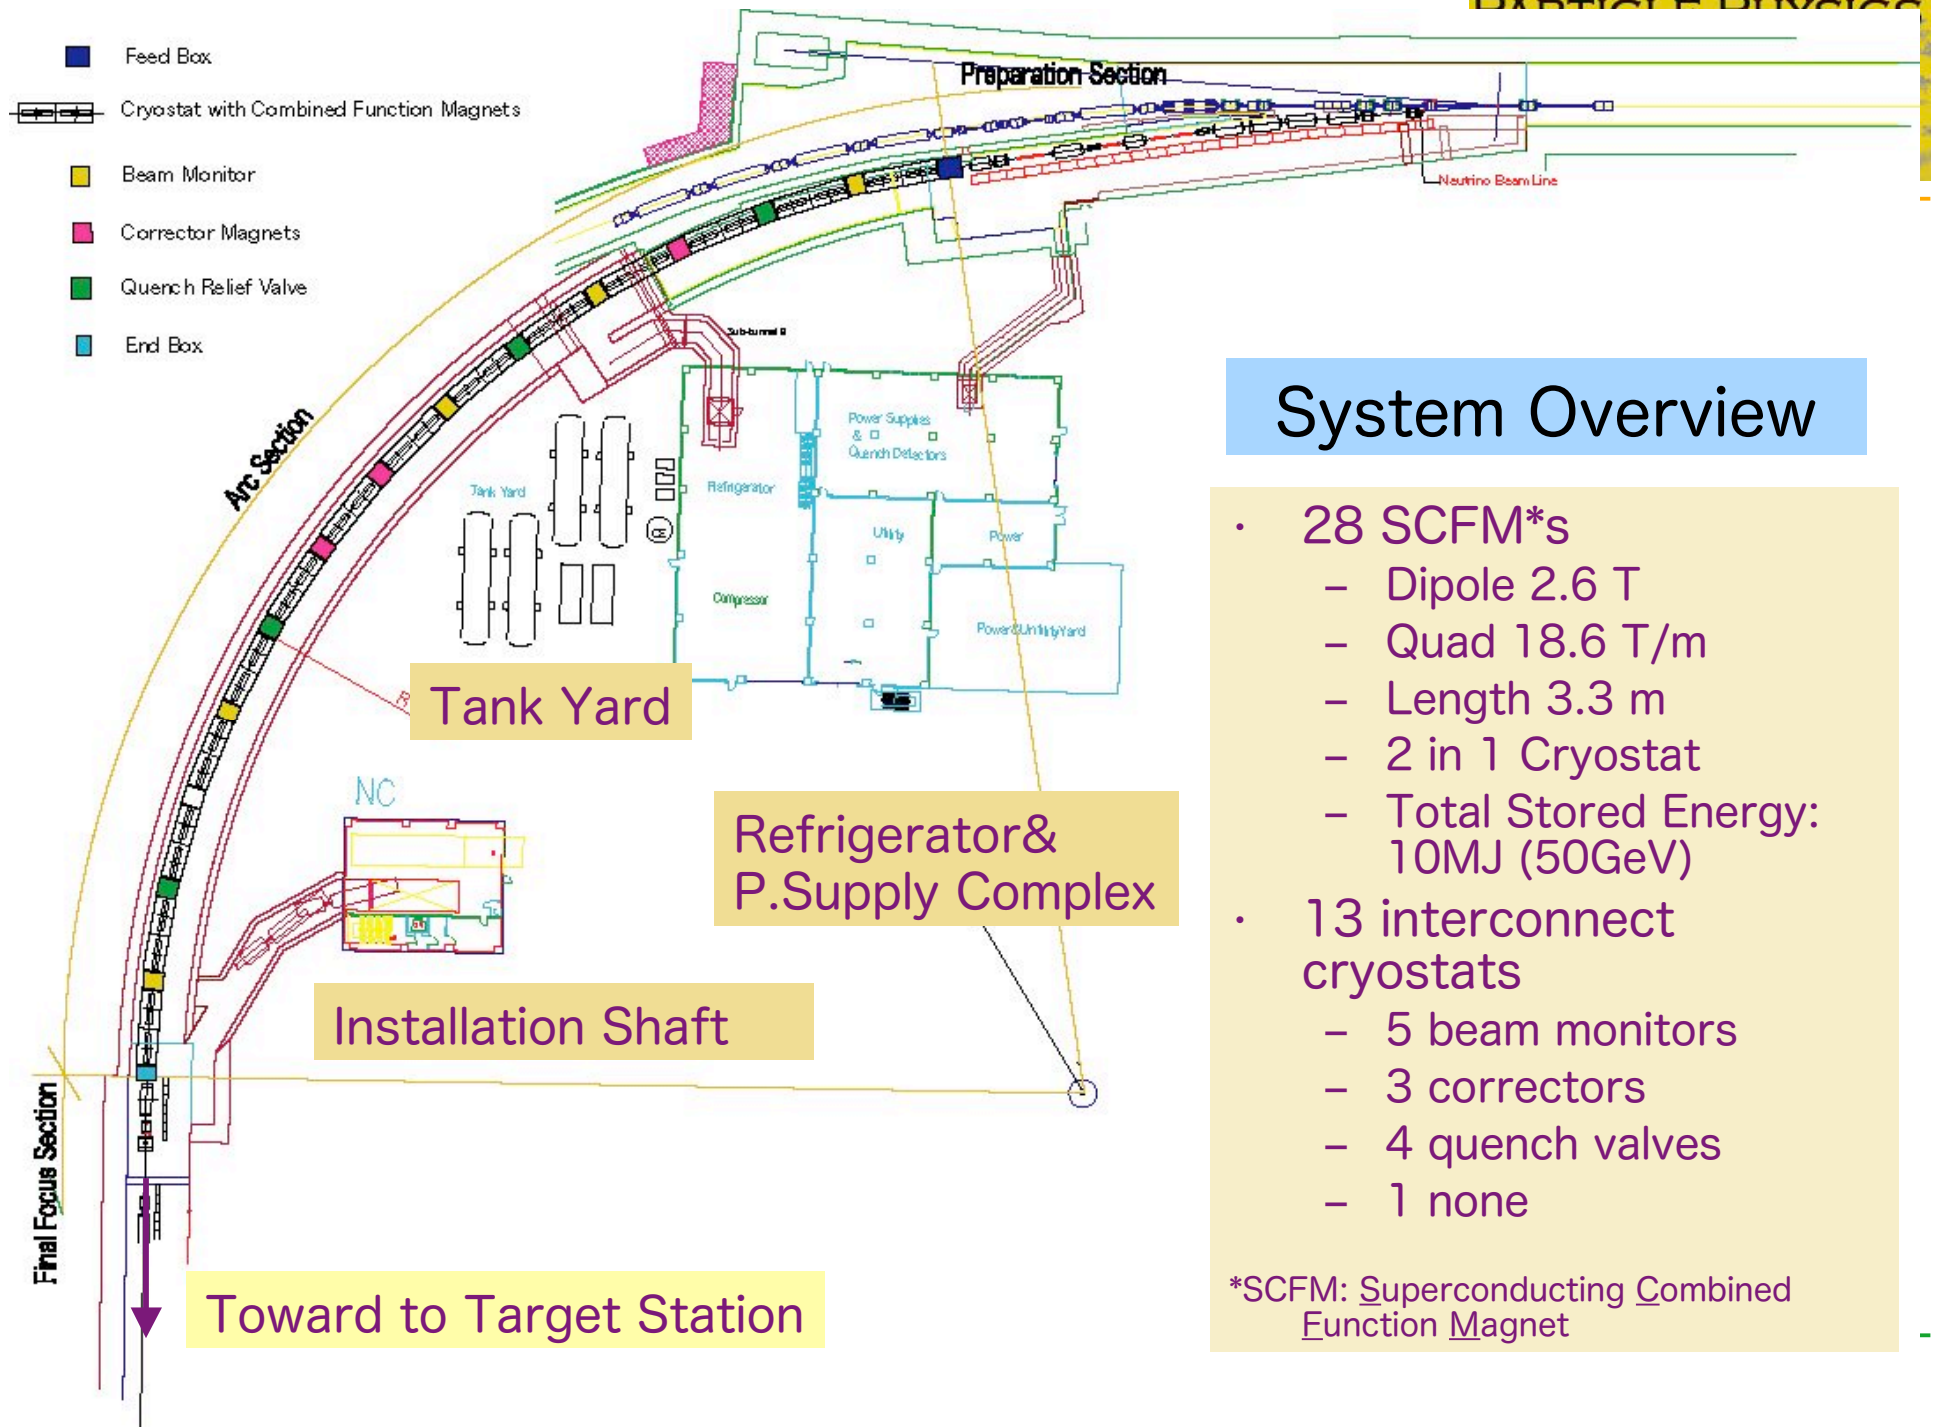 PARTICLE PHYSICS
Feed Box
Cryostat with Combined Function Magnets
Beam Monitor
Corrector Magnets
Quench Relief Valve
End Box
Preparation Section
Neutrino Beam Line
Sub-tunnel B
Arc Section
Tank Yard
Refrigerator
Compressor
Power Supplies
&
Quench Detectors
Utility
Power
Power&UntilityYard
R
Tank Yard
NC
Refrigerator&
P.Supply Complex
Installation Shaft
Final Focus Section
Toward to Target Station
System Overview
· 28 SCFM*s
– Dipole 2.6 T
– Quad 18.6 T/m
– Length 3.3 m
– 2 in 1 Cryostat
– Total Stored Energy:
10MJ (50GeV)
· 13 interconnect
cryostats
– 5 beam monitors
– 3 correctors
– 4 quench valves
– 1 none
*SCFM: Superconducting Combined
Function Magnet